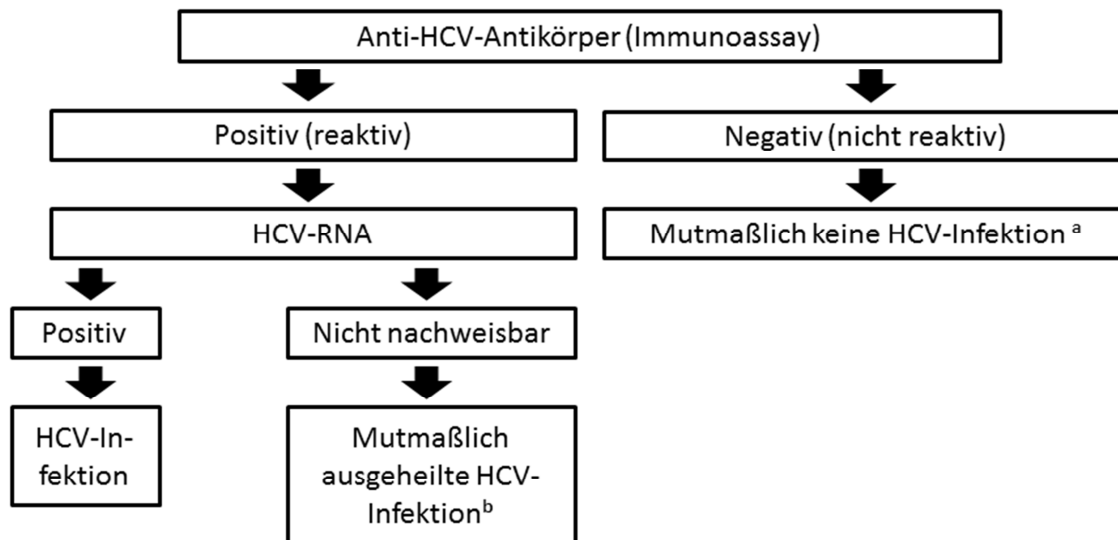 Anti-HCV-Antikörper (Immunoassay)
Positiv (reaktiv)
Negativ (nicht reaktiv)
HCV-RNA
Mutmaßlich keine HCV-Infektion ᵃ
Positiv
Nicht nachweisbar
HCV-In-
fektion
Mutmaßlich
ausgeheilte HCV-
Infektionᵇ